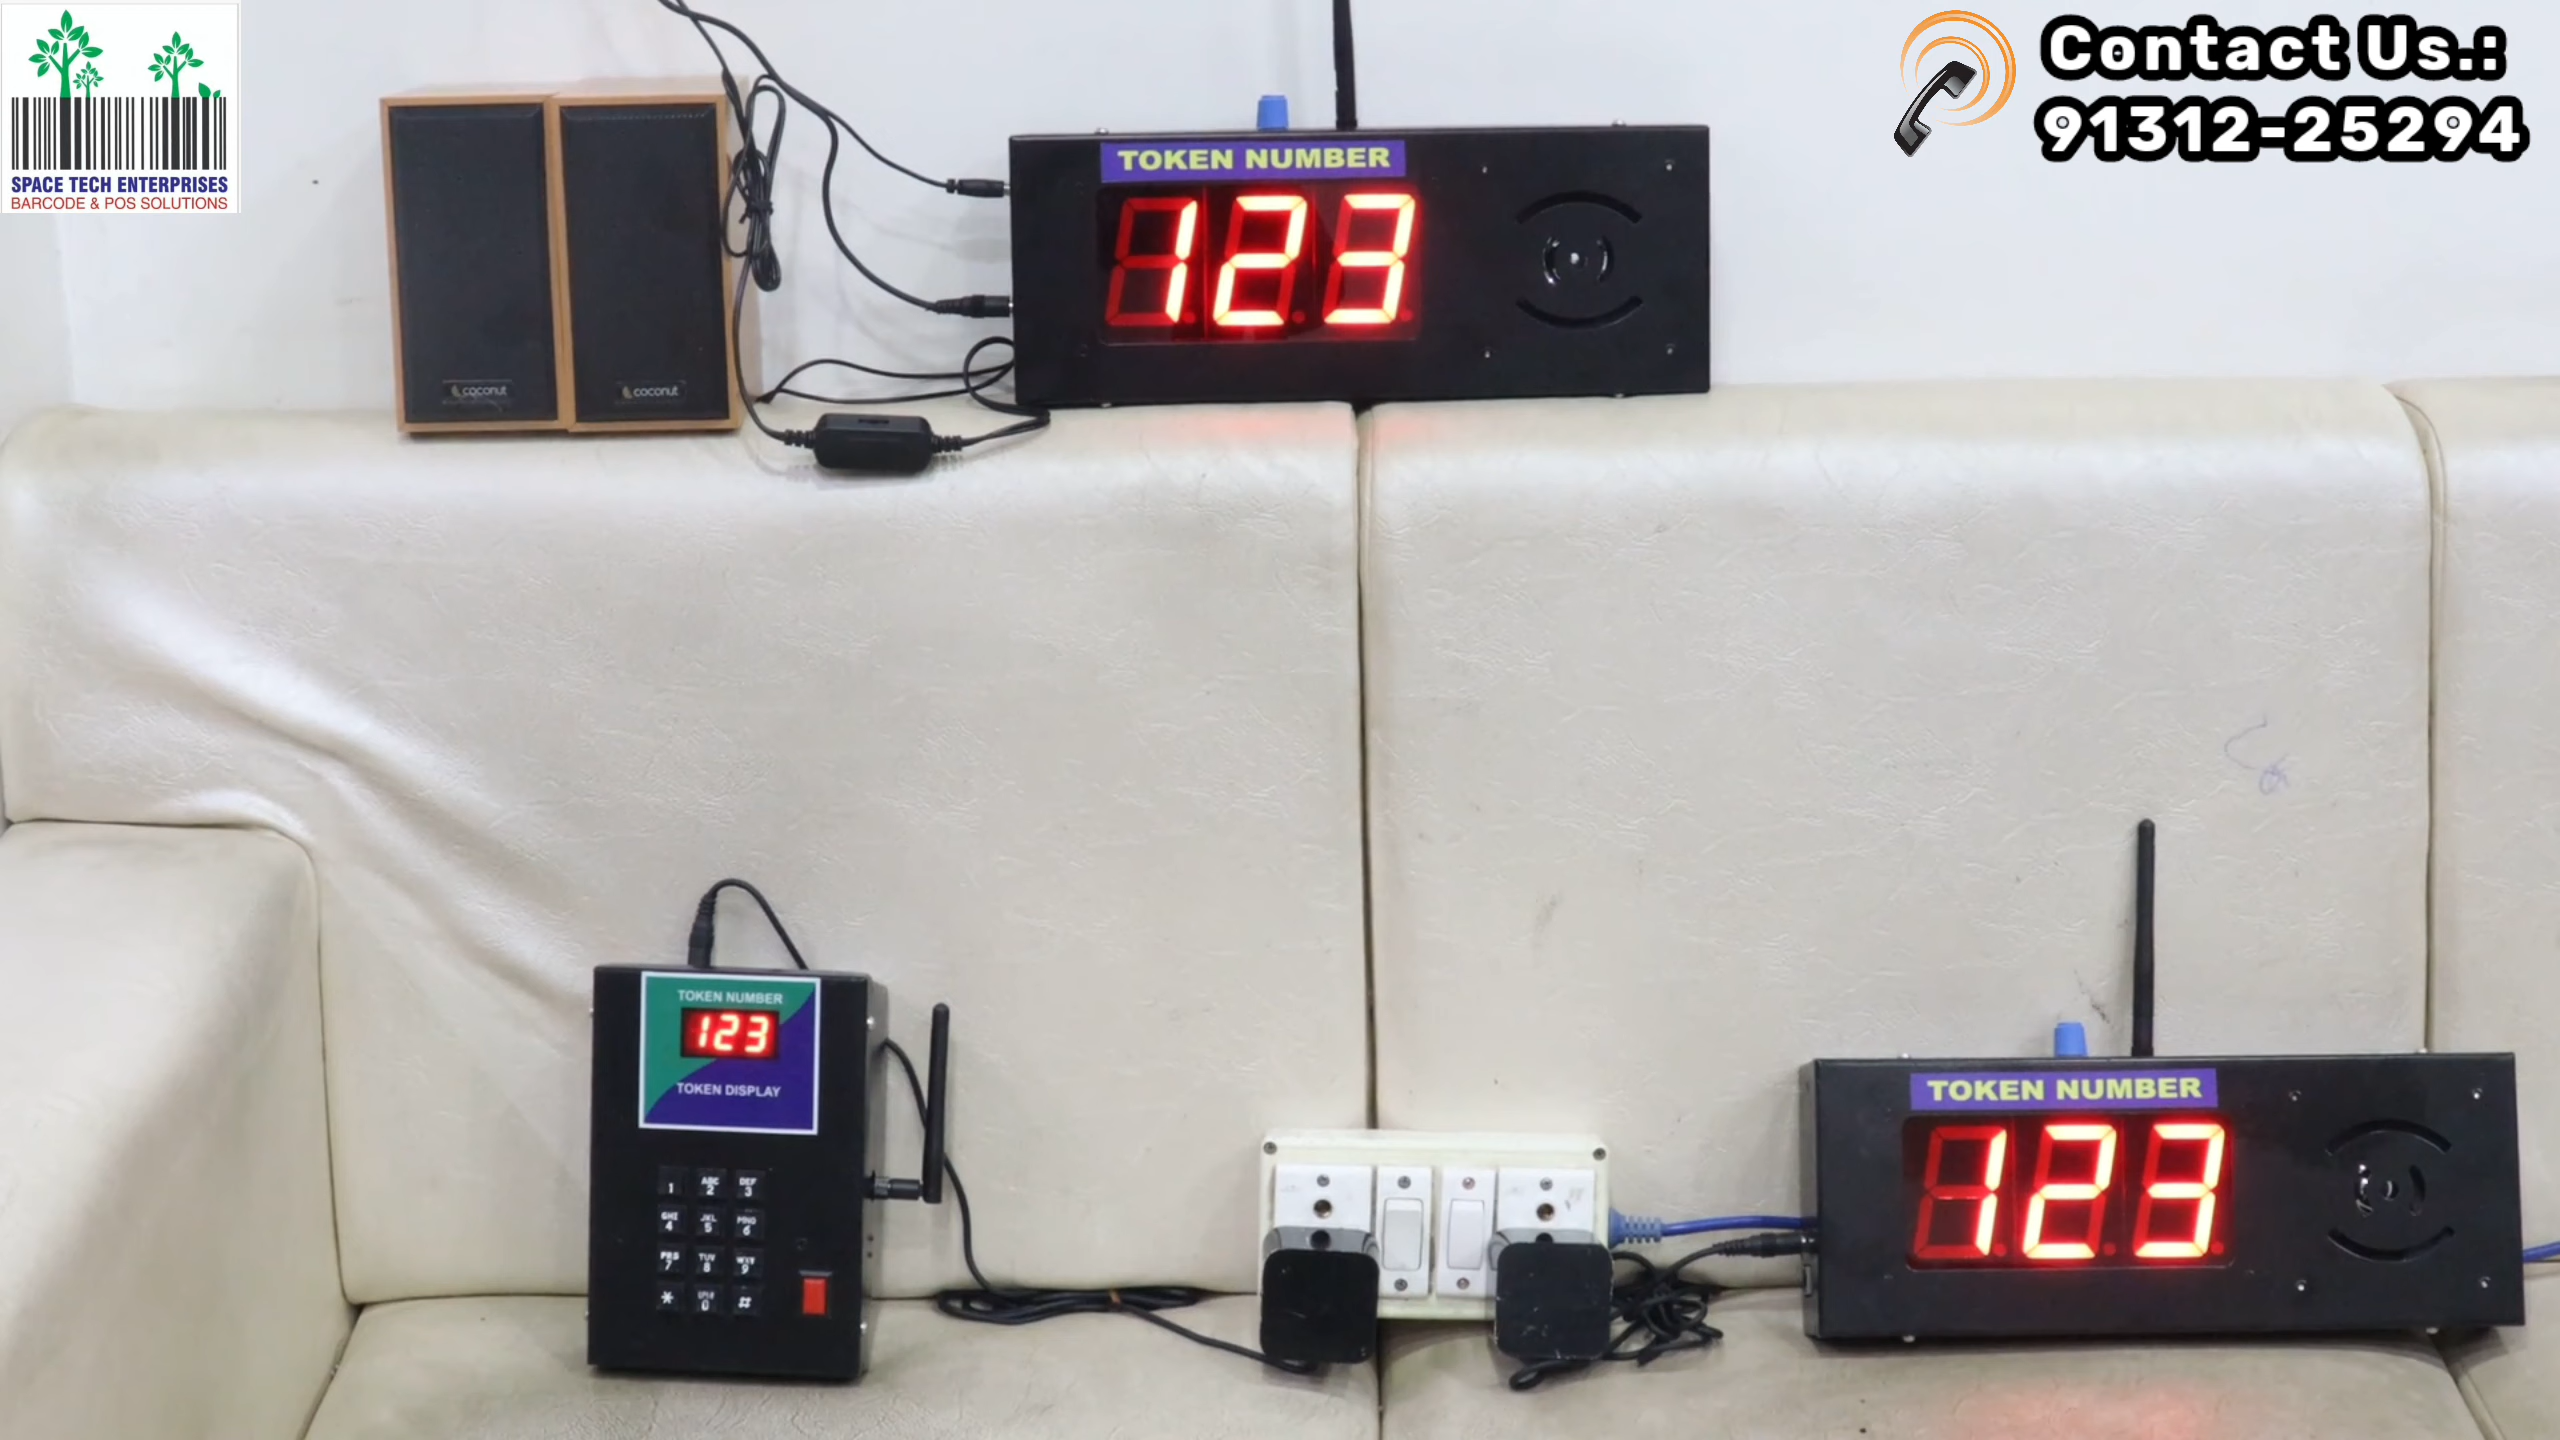 SPACE TECH ENTERPRISES
BARCODE & POS SOLUTIONS
Contact Us.:
91312-25294
TOKEN NUMBER
123
coconut
coconut
TOKEN NUMBER
123
TOKEN DISPLAY
1 ABC 2 DEF 3
GHI 4 JKL 5 6
7 TUV 8 WXY 9
* 0 #
TOKEN NUMBER
123